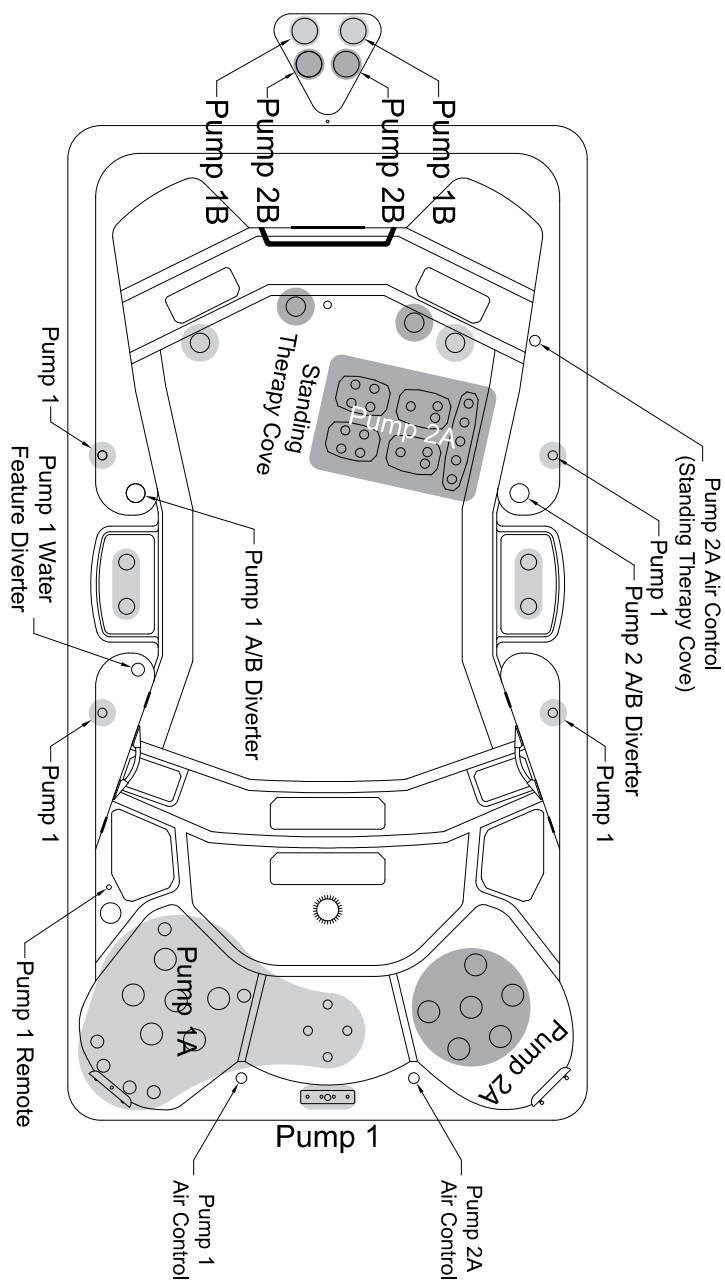 Pump 1B
Pump 2B
Pump 2B
Pump 1B
Pump 2A Air Control
(Standing Therapy Cove)
Pump 1
Pump 2 A/B Diverter
Pump 1
Standing
Therapy Cove
Pump 2A
Pump 1
Pump 1 Water
Feature Diverter
Pump 1 A/B Diverter
Pump 1
Pump 1 Remote
Pump 1A
Pump 2A
Pump 1
Pump 1
Air Control
Pump 2A
Air Control